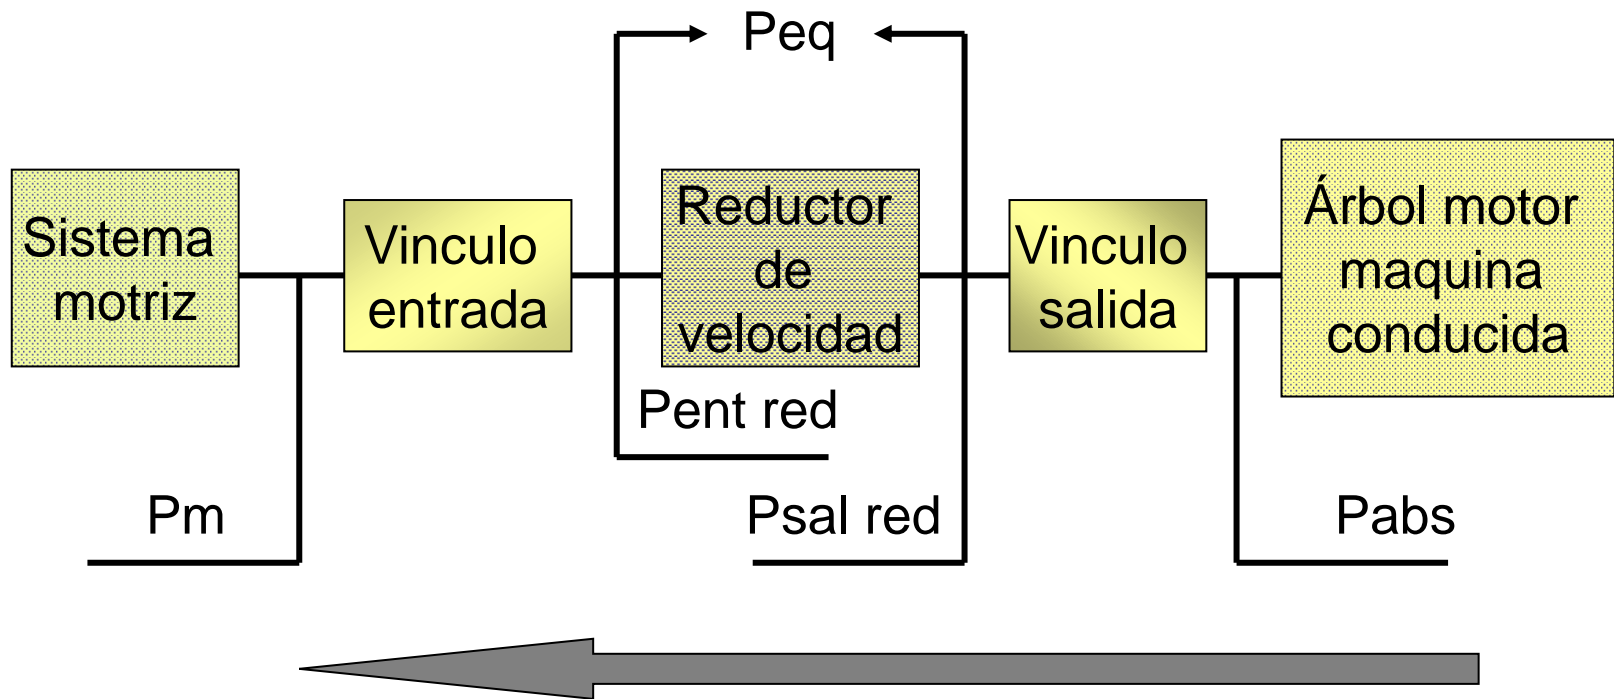 Peq
Sistema
motriz
Vinculo
entrada
Reductor
de
velocidad
Vinculo
salida
Árbol motor
maquina
conducida
Pent red
Pm
Psal red
Pabs